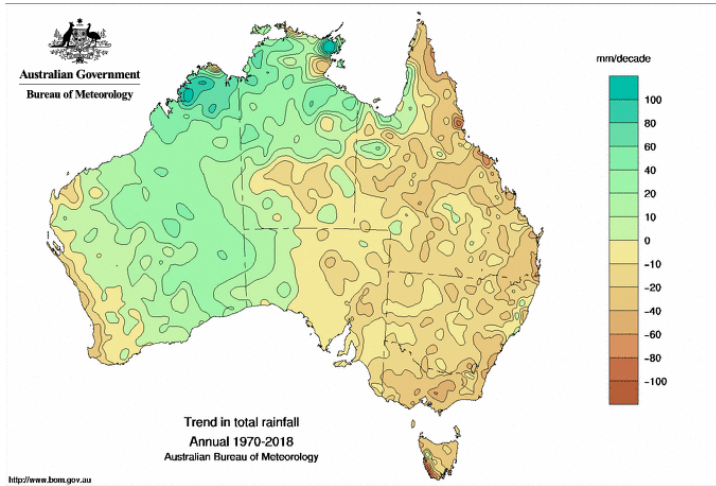 Australian Government
Bureau of Meteorology
mm/decade
100
80
60
40
20
10
0
-10
-20
-40
-60
-80
-100
Trend in total rainfall
Annual 1970-2018
Australian Bureau of Meteorology
http://www.bom.gov.au